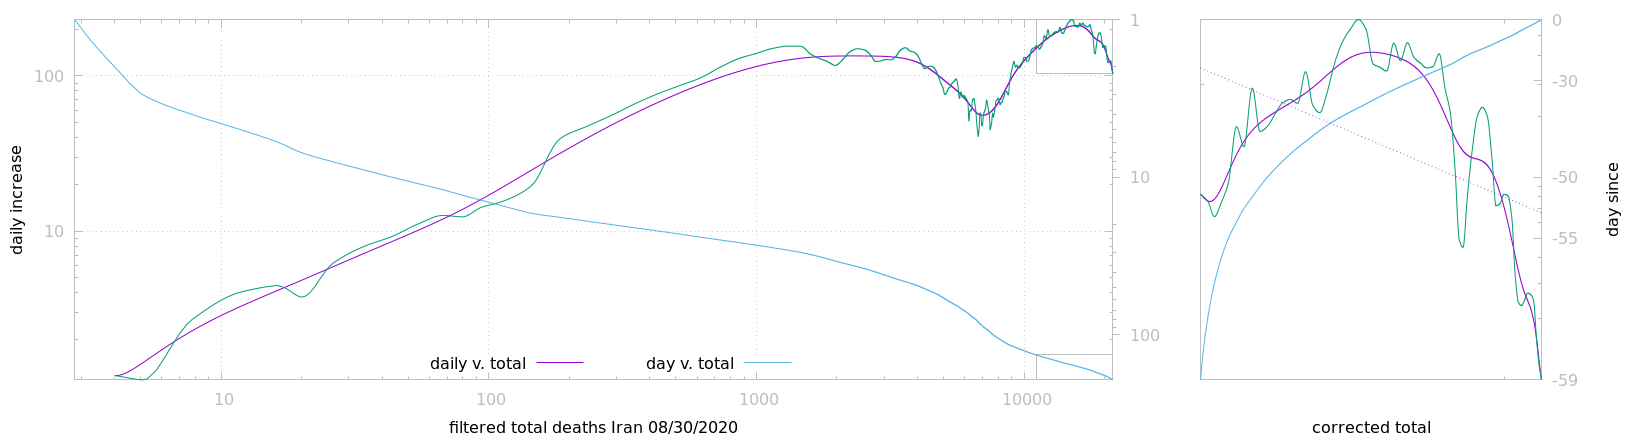 daily increase
100
10
daily v. total
day v. total
10
100
1000
10000
filtered total deaths Iran 08/30/2020
1
10
100
0
-30
-50
-55
-59
day since
corrected total